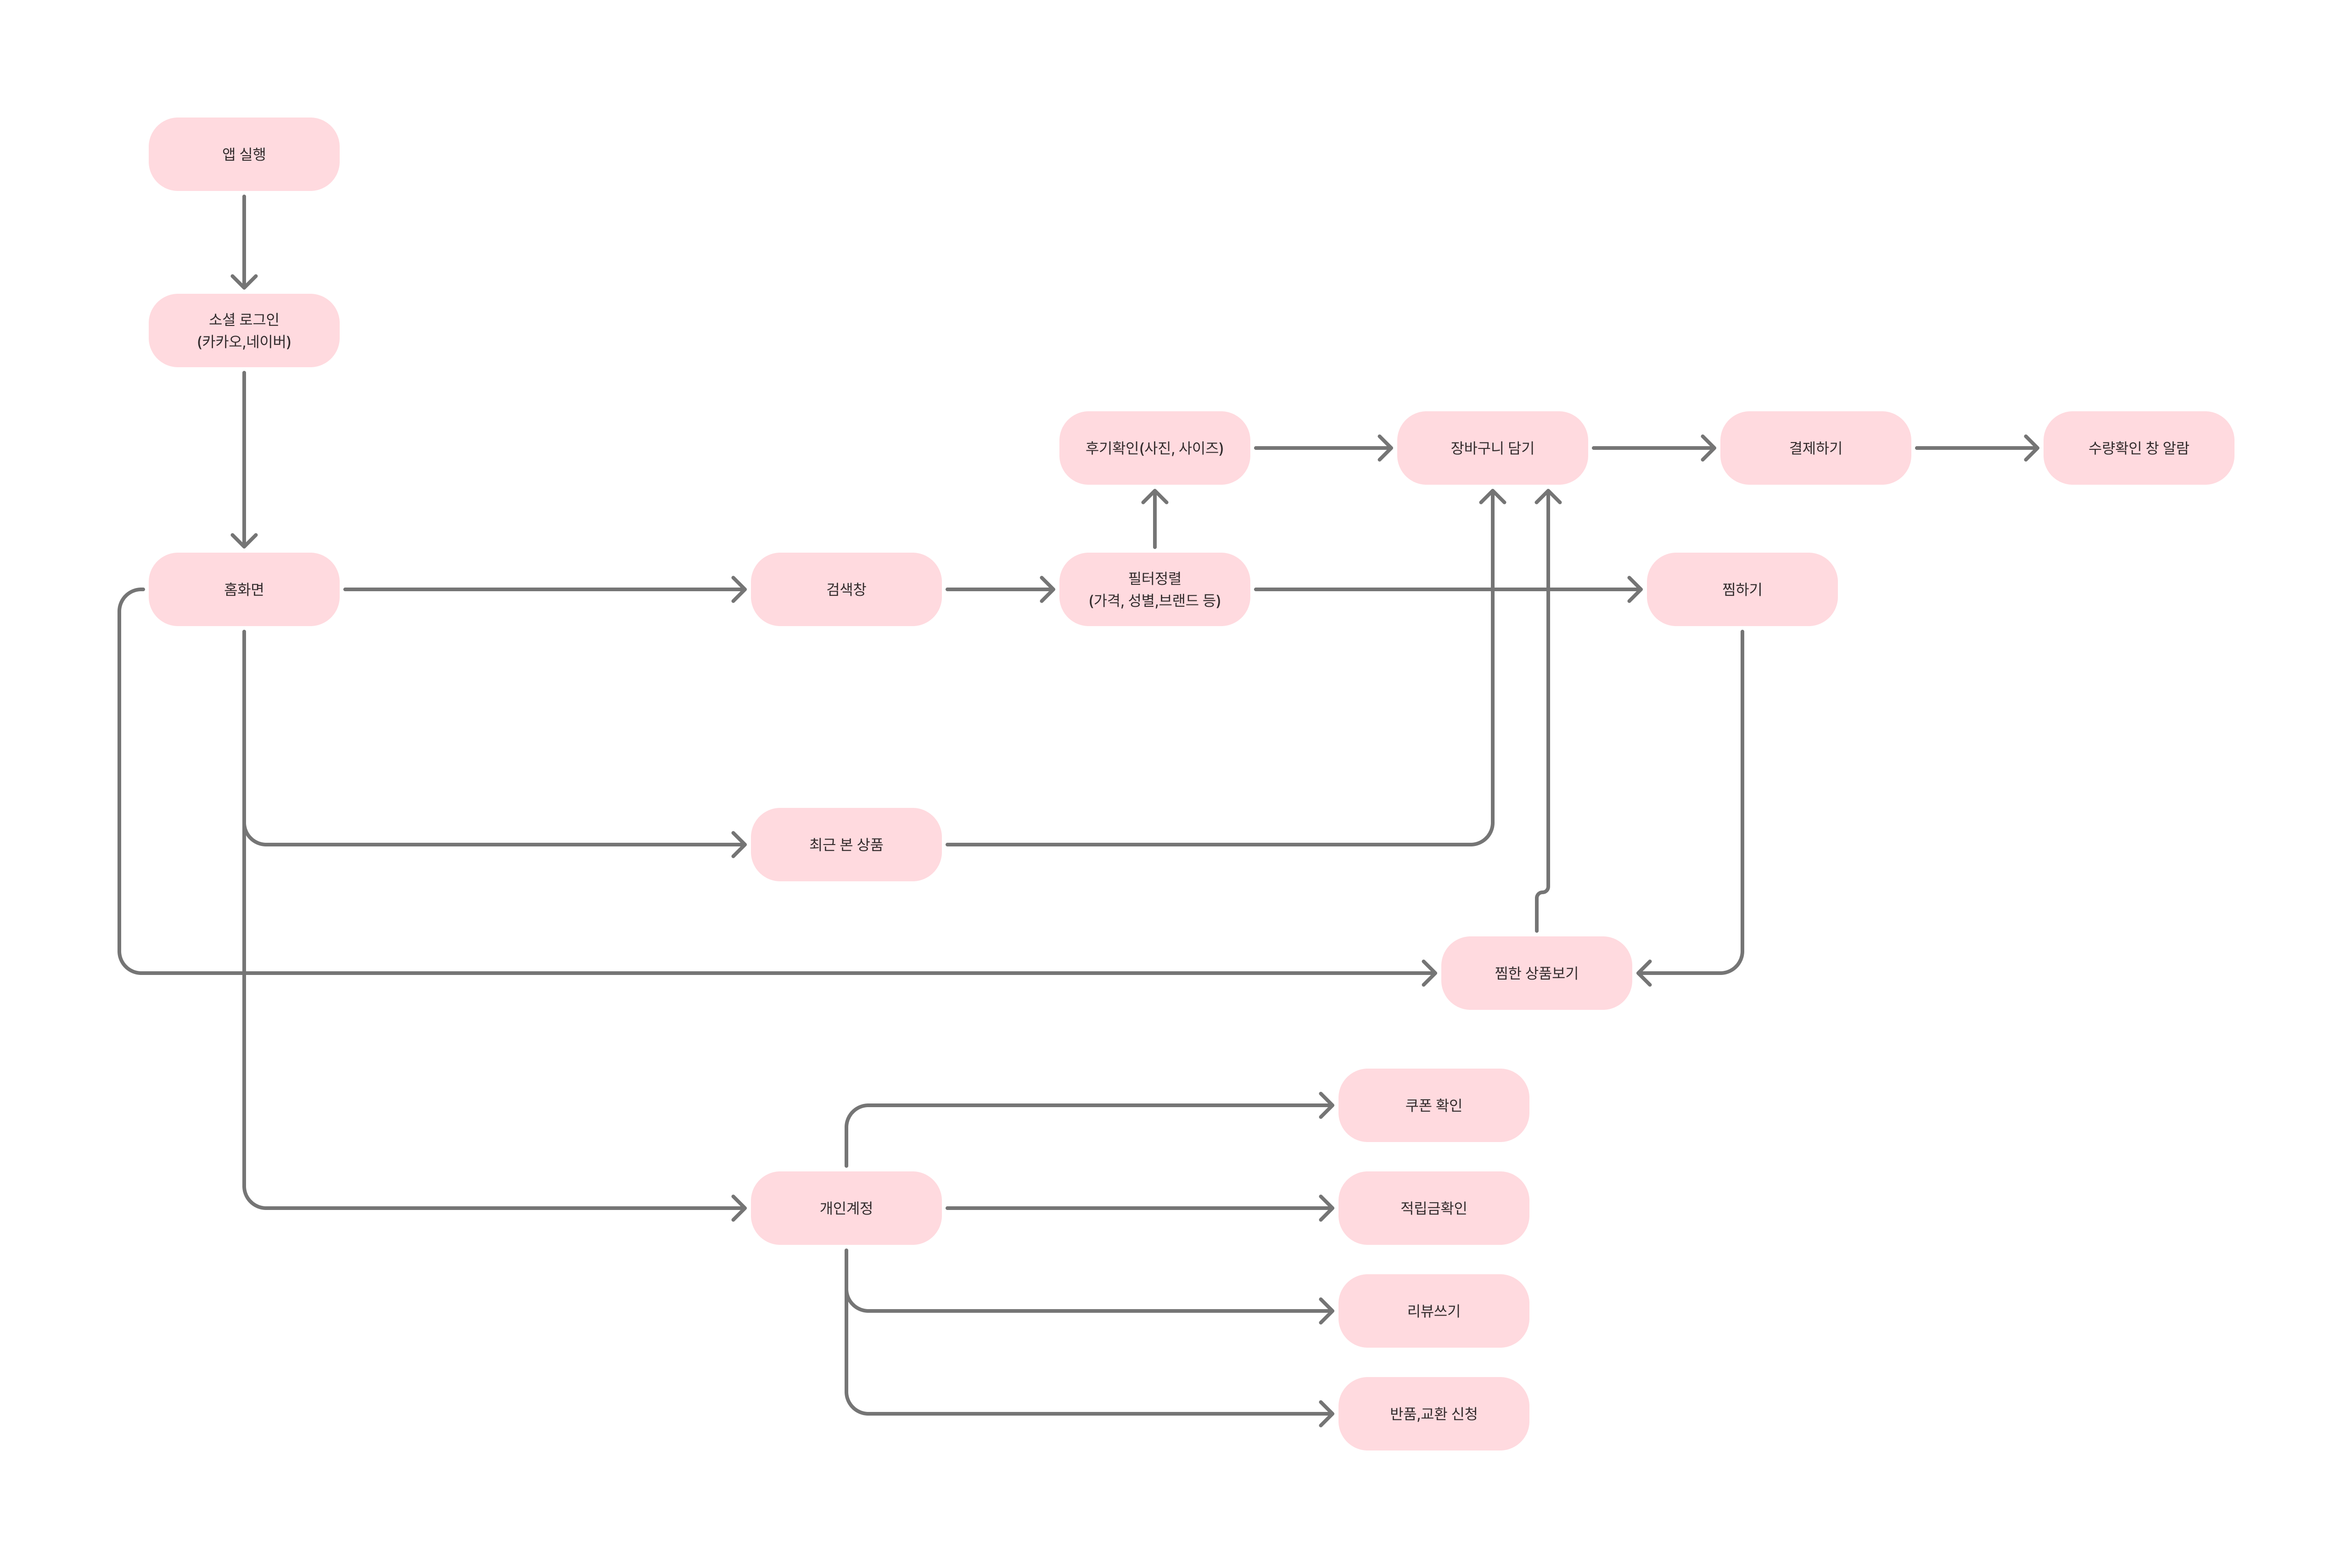 앱 실행
소셜 로그인
(카카오,네이버)
후기확인(사진, 사이즈)
장바구니 담기
결제하기
수량확인 창 알람
홈화면
검색창
필터정렬
(가격, 성별,브랜드 등)
찜하기
최근 본 상품
찜한 상품보기
쿠폰 확인
개인계정
적립금확인
리뷰쓰기
반품,교환 신청